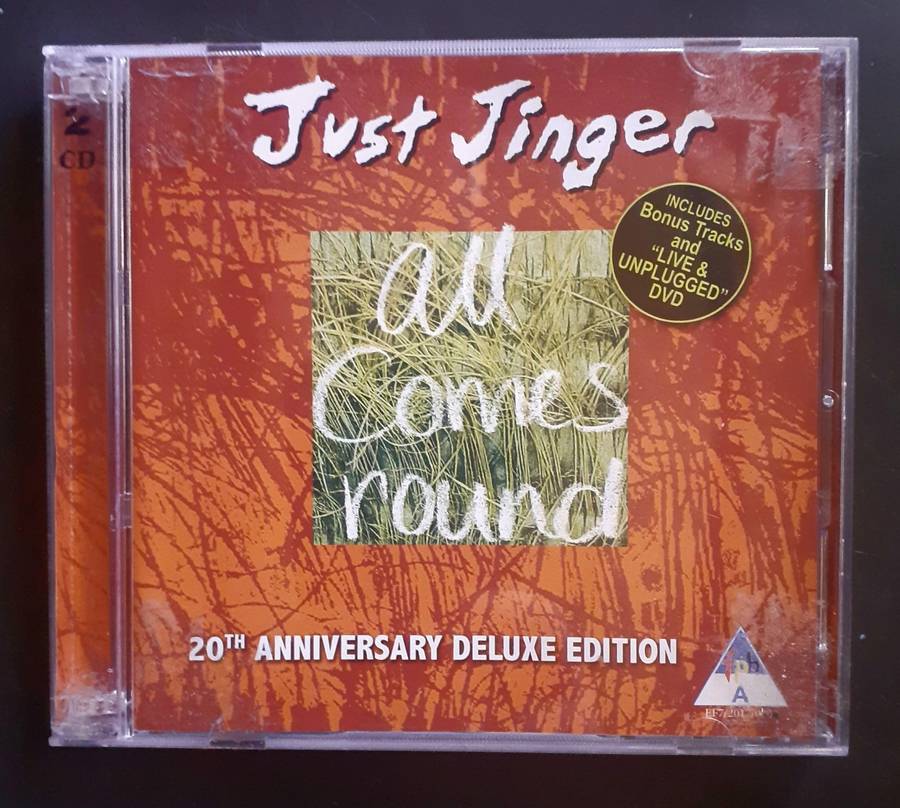 2
CD
Just Jinger
INCLUDES
Bonus Tracks
and
"LIVE &
UNPLUGGED"
DVD
all
Comes
round
20TH ANNIVERSARY DELUXE EDITION
A